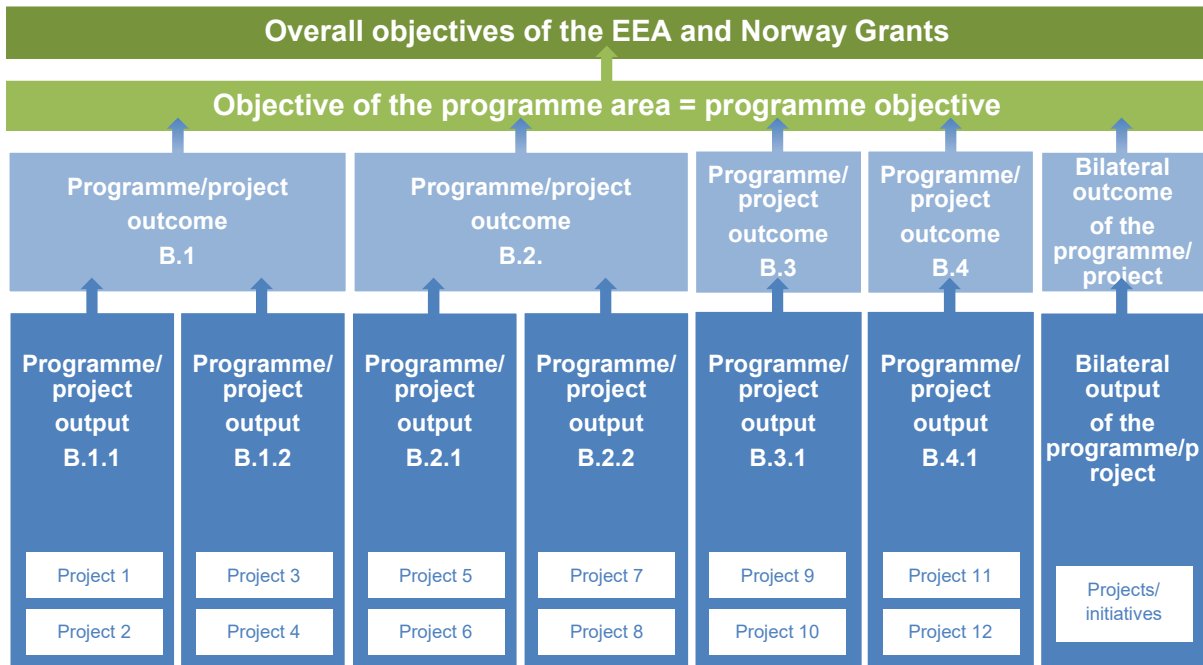 Overall objectives of the EEA and Norway Grants
Objective of the programme area = programme objective
Programme/project
outcome
B.1
Programme/project
outcome
B.2.
Programme/
project
outcome
B.3
Programme/
project
outcome
B.4
Bilateral
outcome
of the
programme/
project
Programme/
project
output
B.1.1
Programme/
project
output
B.1.2
Programme/
project
output
B.2.1
Programme/
project
output
B.2.2
Programme/
project
output
B.3.1
Programme/
project
output
B.4.1
Bilateral
output
of the
programme/p
roject
Project 1
Project 2
Project 3
Project 4
Project 5
Project 6
Project 7
Project 8
Project 9
Project 10
Project 11
Project 12
Projects/
initiatives